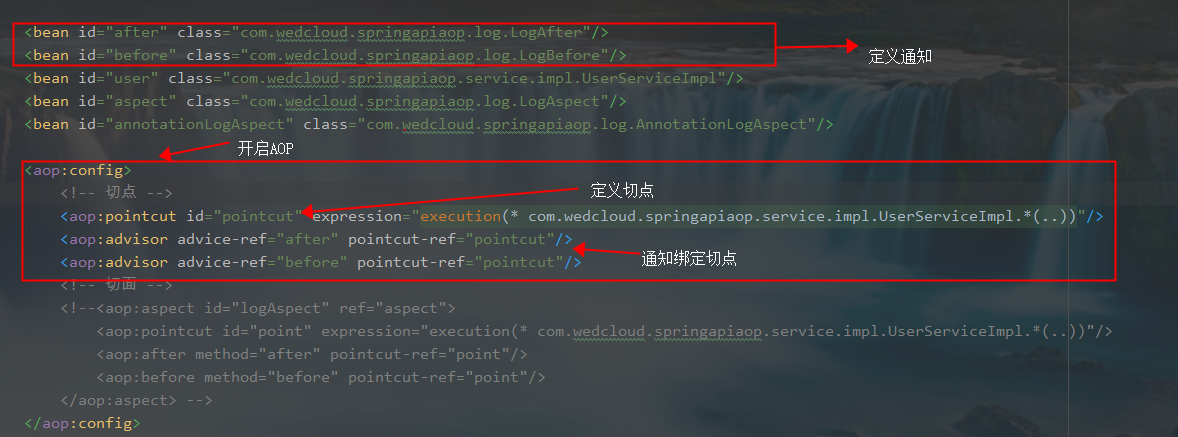 <bean id="after" class="com.wedcloud.springapiaop.log.LogAfter"/>
<bean id="before" class="com.wedcloud.springapiaop.log.LogBefore"/>
定义通知
<bean id="user" class="com.wedcloud.springapiaop.service.impl.UserServiceImpl"/>
<bean id="aspect" class="com.wedcloud.springapiaop.log.LogAspect"/>
<bean id="annotationLogAspect" class="com.wedcloud.springapiaop.log.AnnotationLogAspect"/>
开启AOP
<aop:config>
<!-- 切点 -->
定义切点
<aop:pointcut id="pointcut" expression="execution(* com.wedcloud.springapiaop.service.impl.UserServiceImpl.*(..))"/>
<aop:advisor advice-ref="after" pointcut-ref="pointcut"/>
<aop:advisor advice-ref="before" pointcut-ref="pointcut"/>
通知绑定切点
<!-- 切面 -->
<!--<aop:aspect id="logAspect" ref="aspect">
<aop:pointcut id="point" expression="execution(* com.wedcloud.springapiaop.service.impl.UserServiceImpl.*(..))"/>
<aop:after method="after" pointcut-ref="point"/>
<aop:before method="before" pointcut-ref="point"/>
</aop:aspect> -->
</aop:config>